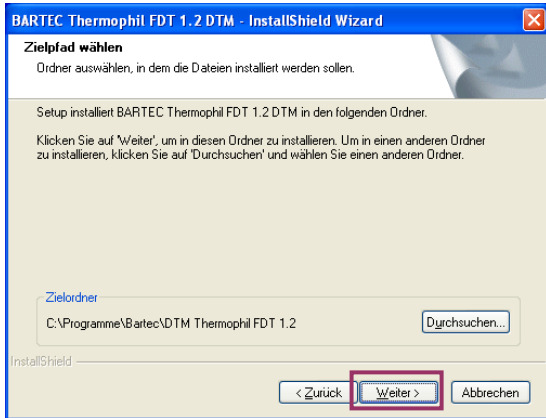 BARTEC Thermophil FDT 1.2 DTM - InstallShield Wizard
Zielpfad wählen
Ordner auswählen, in dem die Dateien installiert werden sollen.
Setup installiert BARTEC Thermophil FDT 1.2 DTM in den folgenden Ordner.
Klicken Sie auf 'Weiter', um in diesen Ordner zu installieren. Um in einen anderen Ordner
zu installieren, klicken Sie auf 'Durchsuchen' und wählen Sie einen anderen Ordner.
Zielordner
C:\Programme\Bartec\DTM Thermophil FDT 1.2
Durchsuchen...
InstallShield
< Zurück
Weiter >
Abbrechen